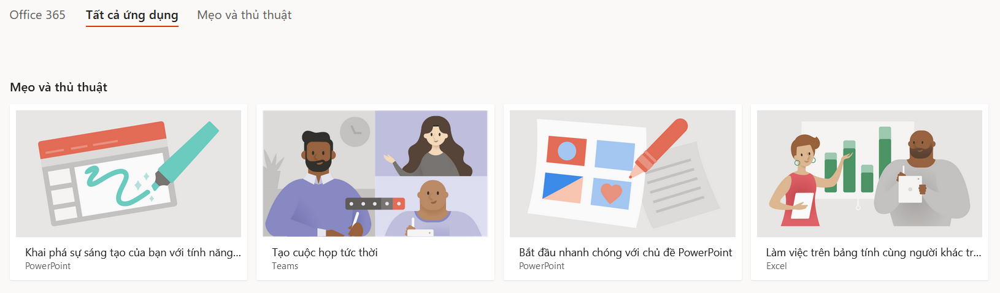 Office 365
Tất cả ứng dụng
Mẹo và thủ thuật
Mẹo và thủ thuật
Khai phá sự sáng tạo của bạn với tính năng...
PowerPoint
Tạo cuộc họp tức thời
Teams
Bắt đầu nhanh chóng với chủ đề PowerPoint
PowerPoint
Làm việc trên bảng tính cùng người khác tr...
Excel